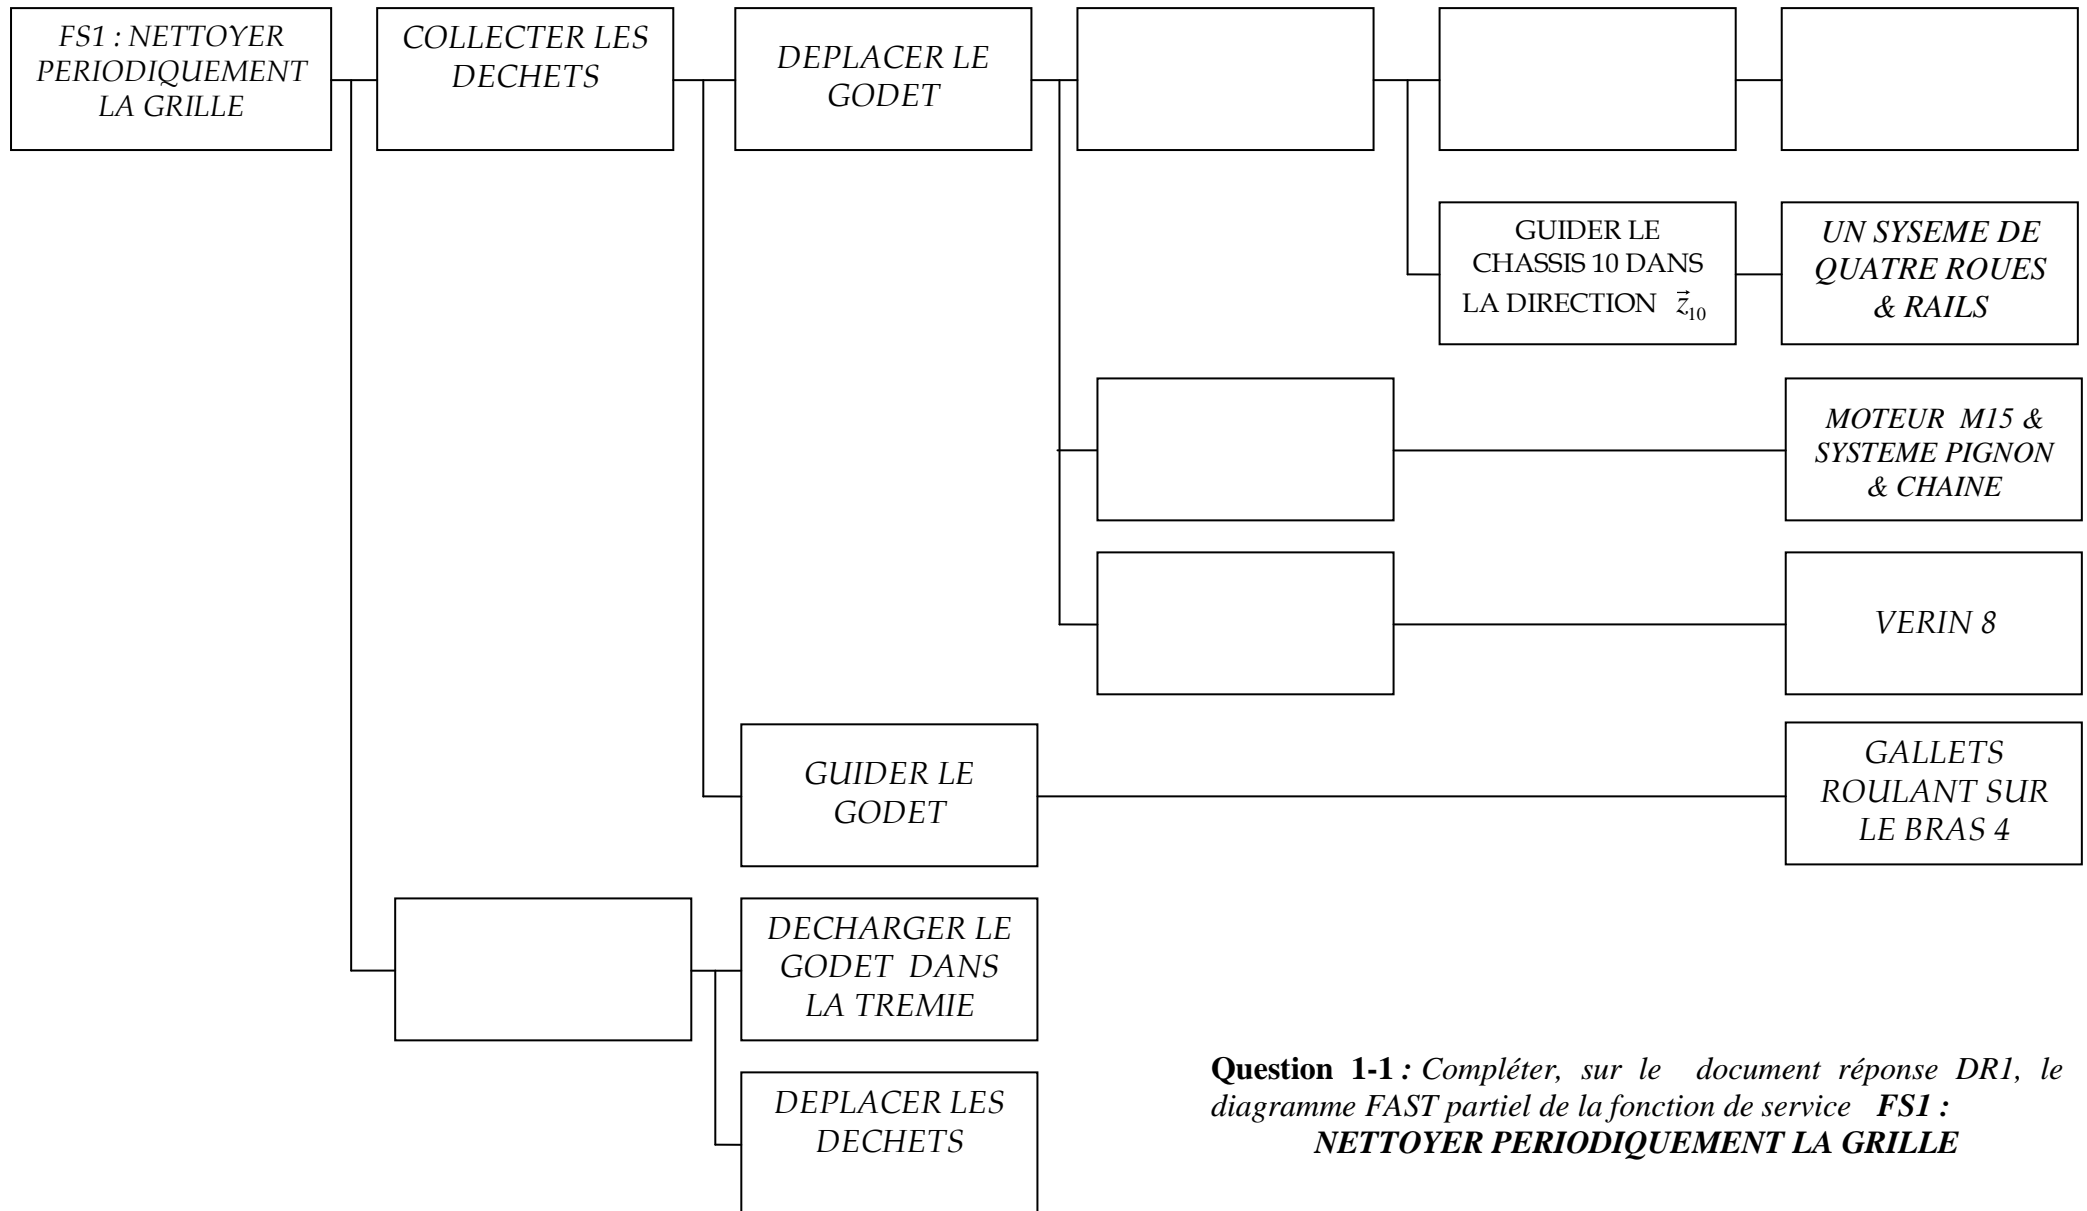 FS1 : NETTOYER
PERIODIQUEMENT
LA GRILLE
COLLECTER LES
DECHETS
DEPLACER LE
GODET
GUIDER LE
CHASSIS 10 DANS
LA DIRECTION z⃗10
UN SYSEME DE
QUATRE ROUES
& RAILS
MOTEUR M15 &
SYSTEME PIGNON
& CHAINE
VERIN 8
GUIDER LE
GODET
GALLETS
ROULANT SUR
LE BRAS 4
DECHARGER LE
GODET DANS
LA TREMIE
DEPLACER LES
DECHETS
Question 1-1 : Compléter, sur le document réponse DR1, le
diagramme FAST partiel de la fonction de service FS1 :
NETTOYER PERIODIQUEMENT LA GRILLE